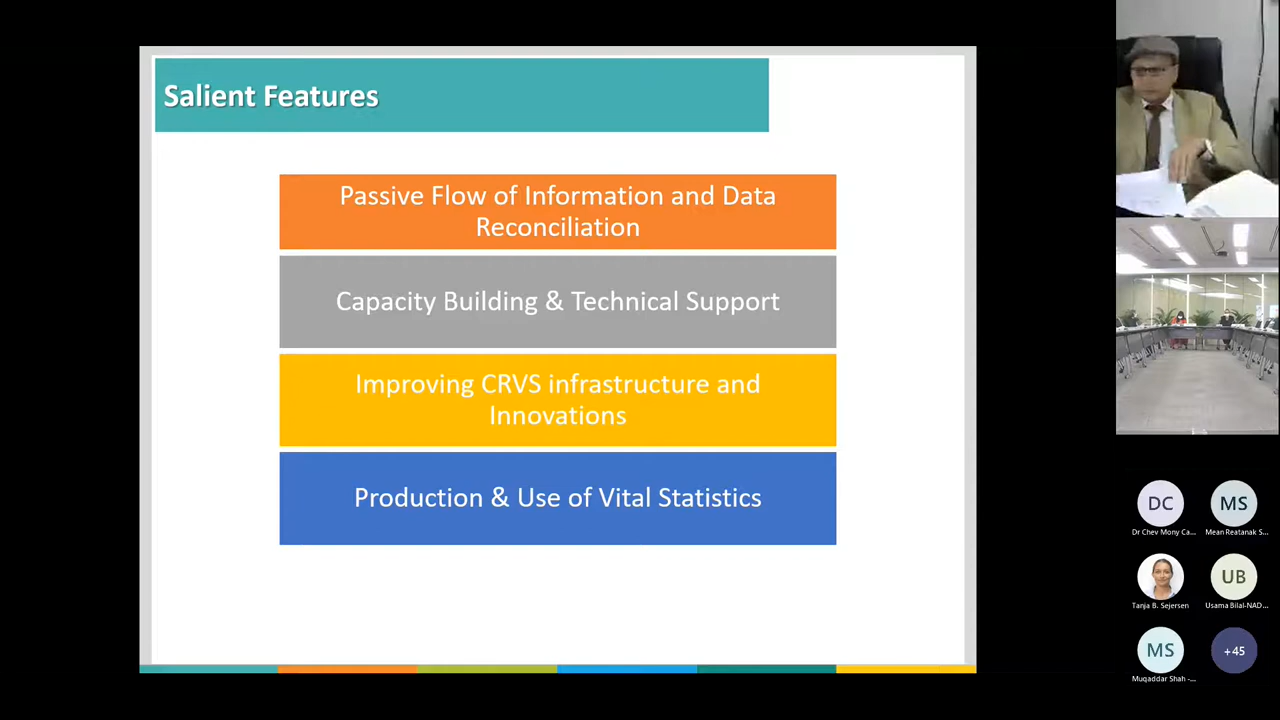 Salient Features
Passive Flow of Information and Data
Reconciliation
Capacity Building & Technical Support
Improving CRVS infrastructure and
Innovations
Production & Use of Vital Statistics
DC
Dr Chev Mony Ca...
MS
Mean Reatanak S...
Tanja B. Sejersen
UB
Usama Bilal-NAD...
MS
Muqaddar Shah -...
+45